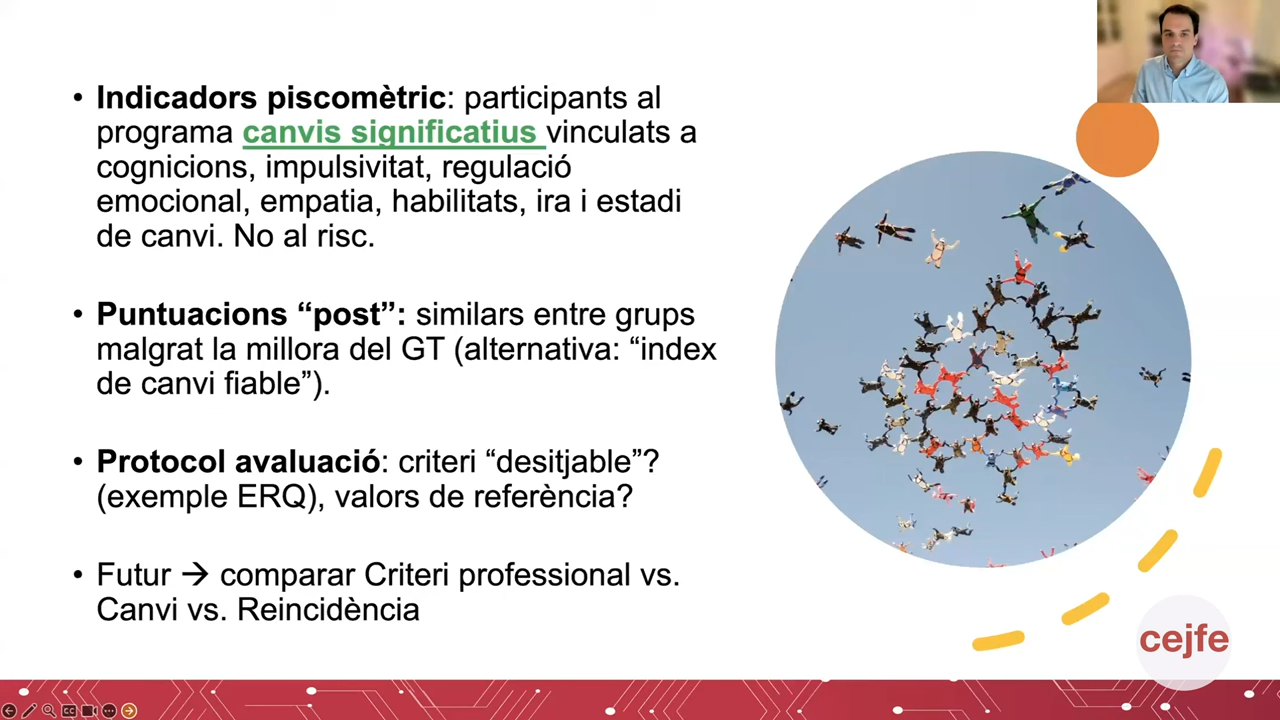 • Indicadors piscomètric: participants al
programa canvis significatius vinculats a
cognicions, impulsivitat, regulació
emocional, empatia, habilitats, ira i estadi
de canvi. No al risc.
• Puntuacions “post”: similars entre grups
malgrat la millora del GT (alternativa: “index
de canvi fiable”).
• Protocol avaluació: criteri “desitjable”?
(exemple ERQ), valors de referència?
• Futur → comparar Criteri professional vs.
Canvi vs. Reincidència
cejfe